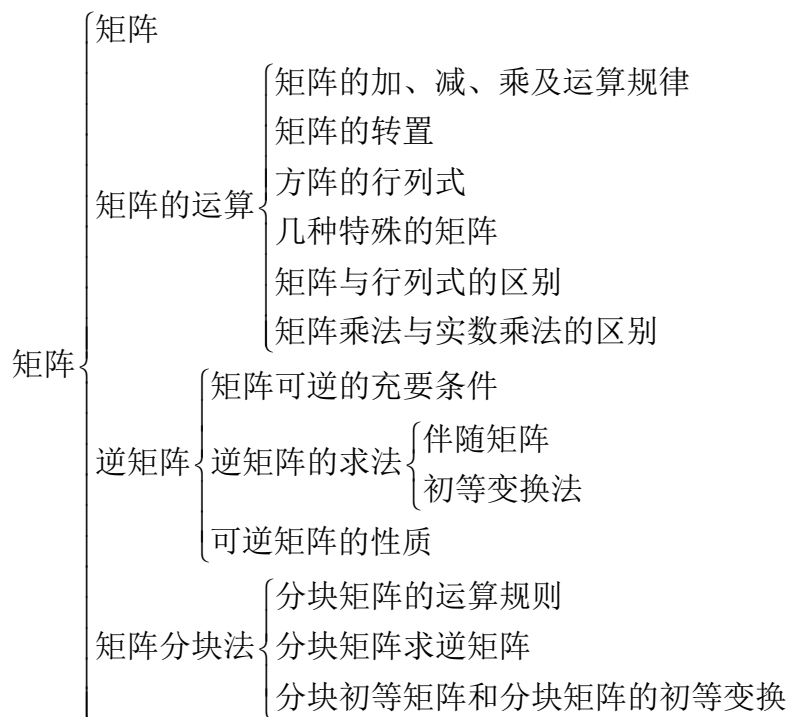 矩阵
矩阵
矩阵的运算
矩阵的加、减、乘及运算规律
矩阵的转置
方阵的行列式
几种特殊的矩阵
矩阵与行列式的区别
矩阵乘法与实数乘法的区别
逆矩阵
矩阵可逆的充要条件
逆矩阵的求法
伴随矩阵
初等变换法
可逆矩阵的性质
矩阵分块法
分块矩阵的运算规则
分块矩阵求逆矩阵
分块初等矩阵和分块矩阵的初等变换